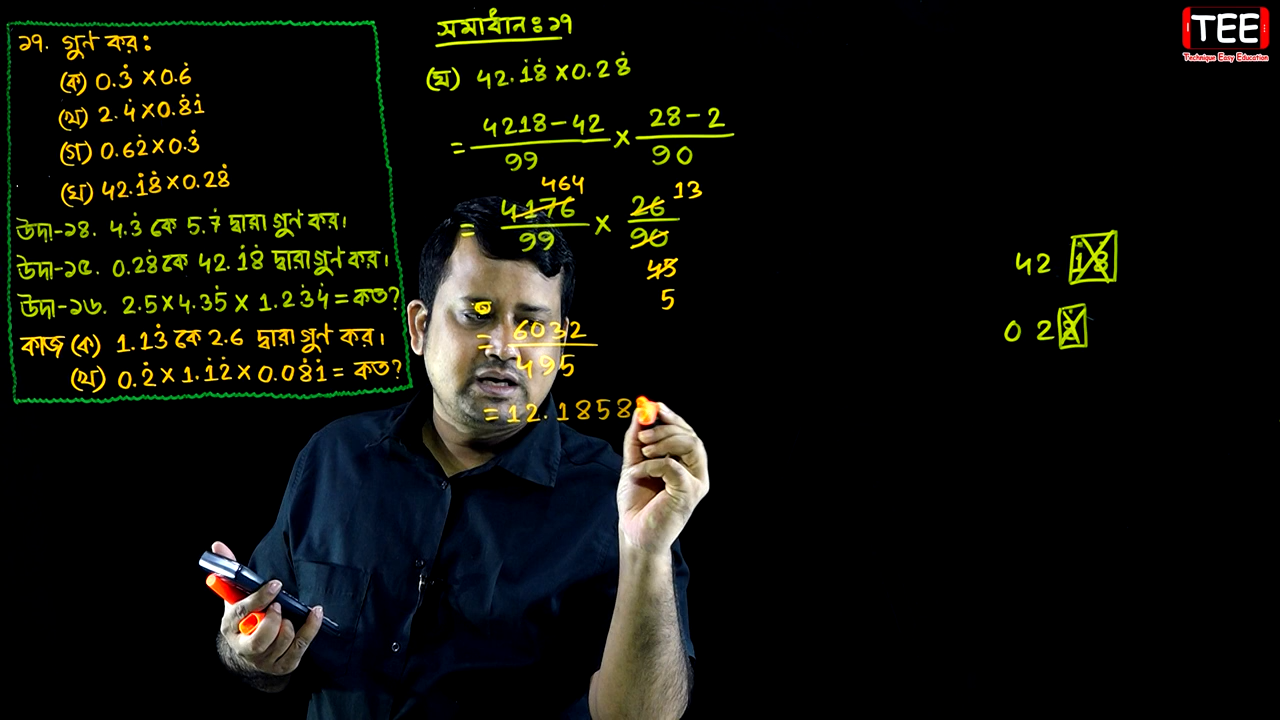 ১৭. গুণ কর:
(ক) 0.3̇ × 0.6̇
(খ) 2.4̇ × 0.8̇1̇
(গ) 0.62̇ × 0.3̇
(ঘ) 42.1̇8̇ × 0.28̇
উদা-১৪. 4.3̇ কে 5.7̇ দ্বারা গুণ কর।
উদা-১৫. 0.28̇ কে 42.1̇8̇ দ্বারা গুণ কর।
উদা-১৬. 2.5 × 4.35̇ × 1.23̇4̇ = কত?
কাজ (ক) 1.13̇ কে 2.6 দ্বারা গুণ কর।
(খ) 0.2̇ × 1.1̇2̇ × 0.08̇1̇ = কত?
সমাধান: ১৭
(ঘ) 42.1̇8̇ × 0.28̇
= 4218 - 42 / 99 × 28 - 2 / 90
464 13
= 4176 / 99 × 26 / 90
45
5
= 6032 / 495
= 12.1858
42 18
0 2 8
TEE
Technique Easy Education